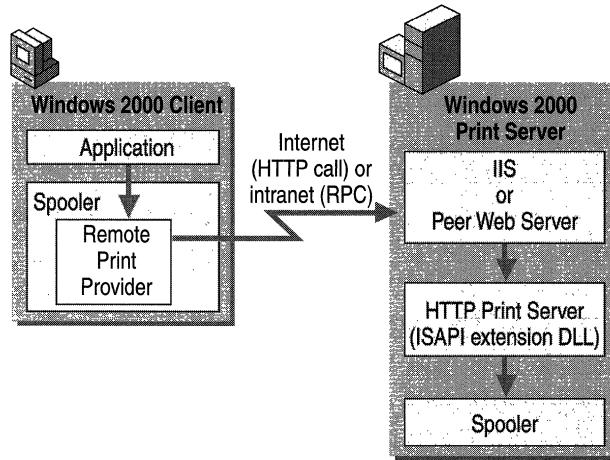 Windows 2000 Client
Application
Spooler
Remote
Print
Provider
Internet
(HTTP call) or
intranet (RPC)
Windows 2000
Print Server
IIS
or
Peer Web Server
HTTP Print Server
(ISAPI extension DLL)
Spooler